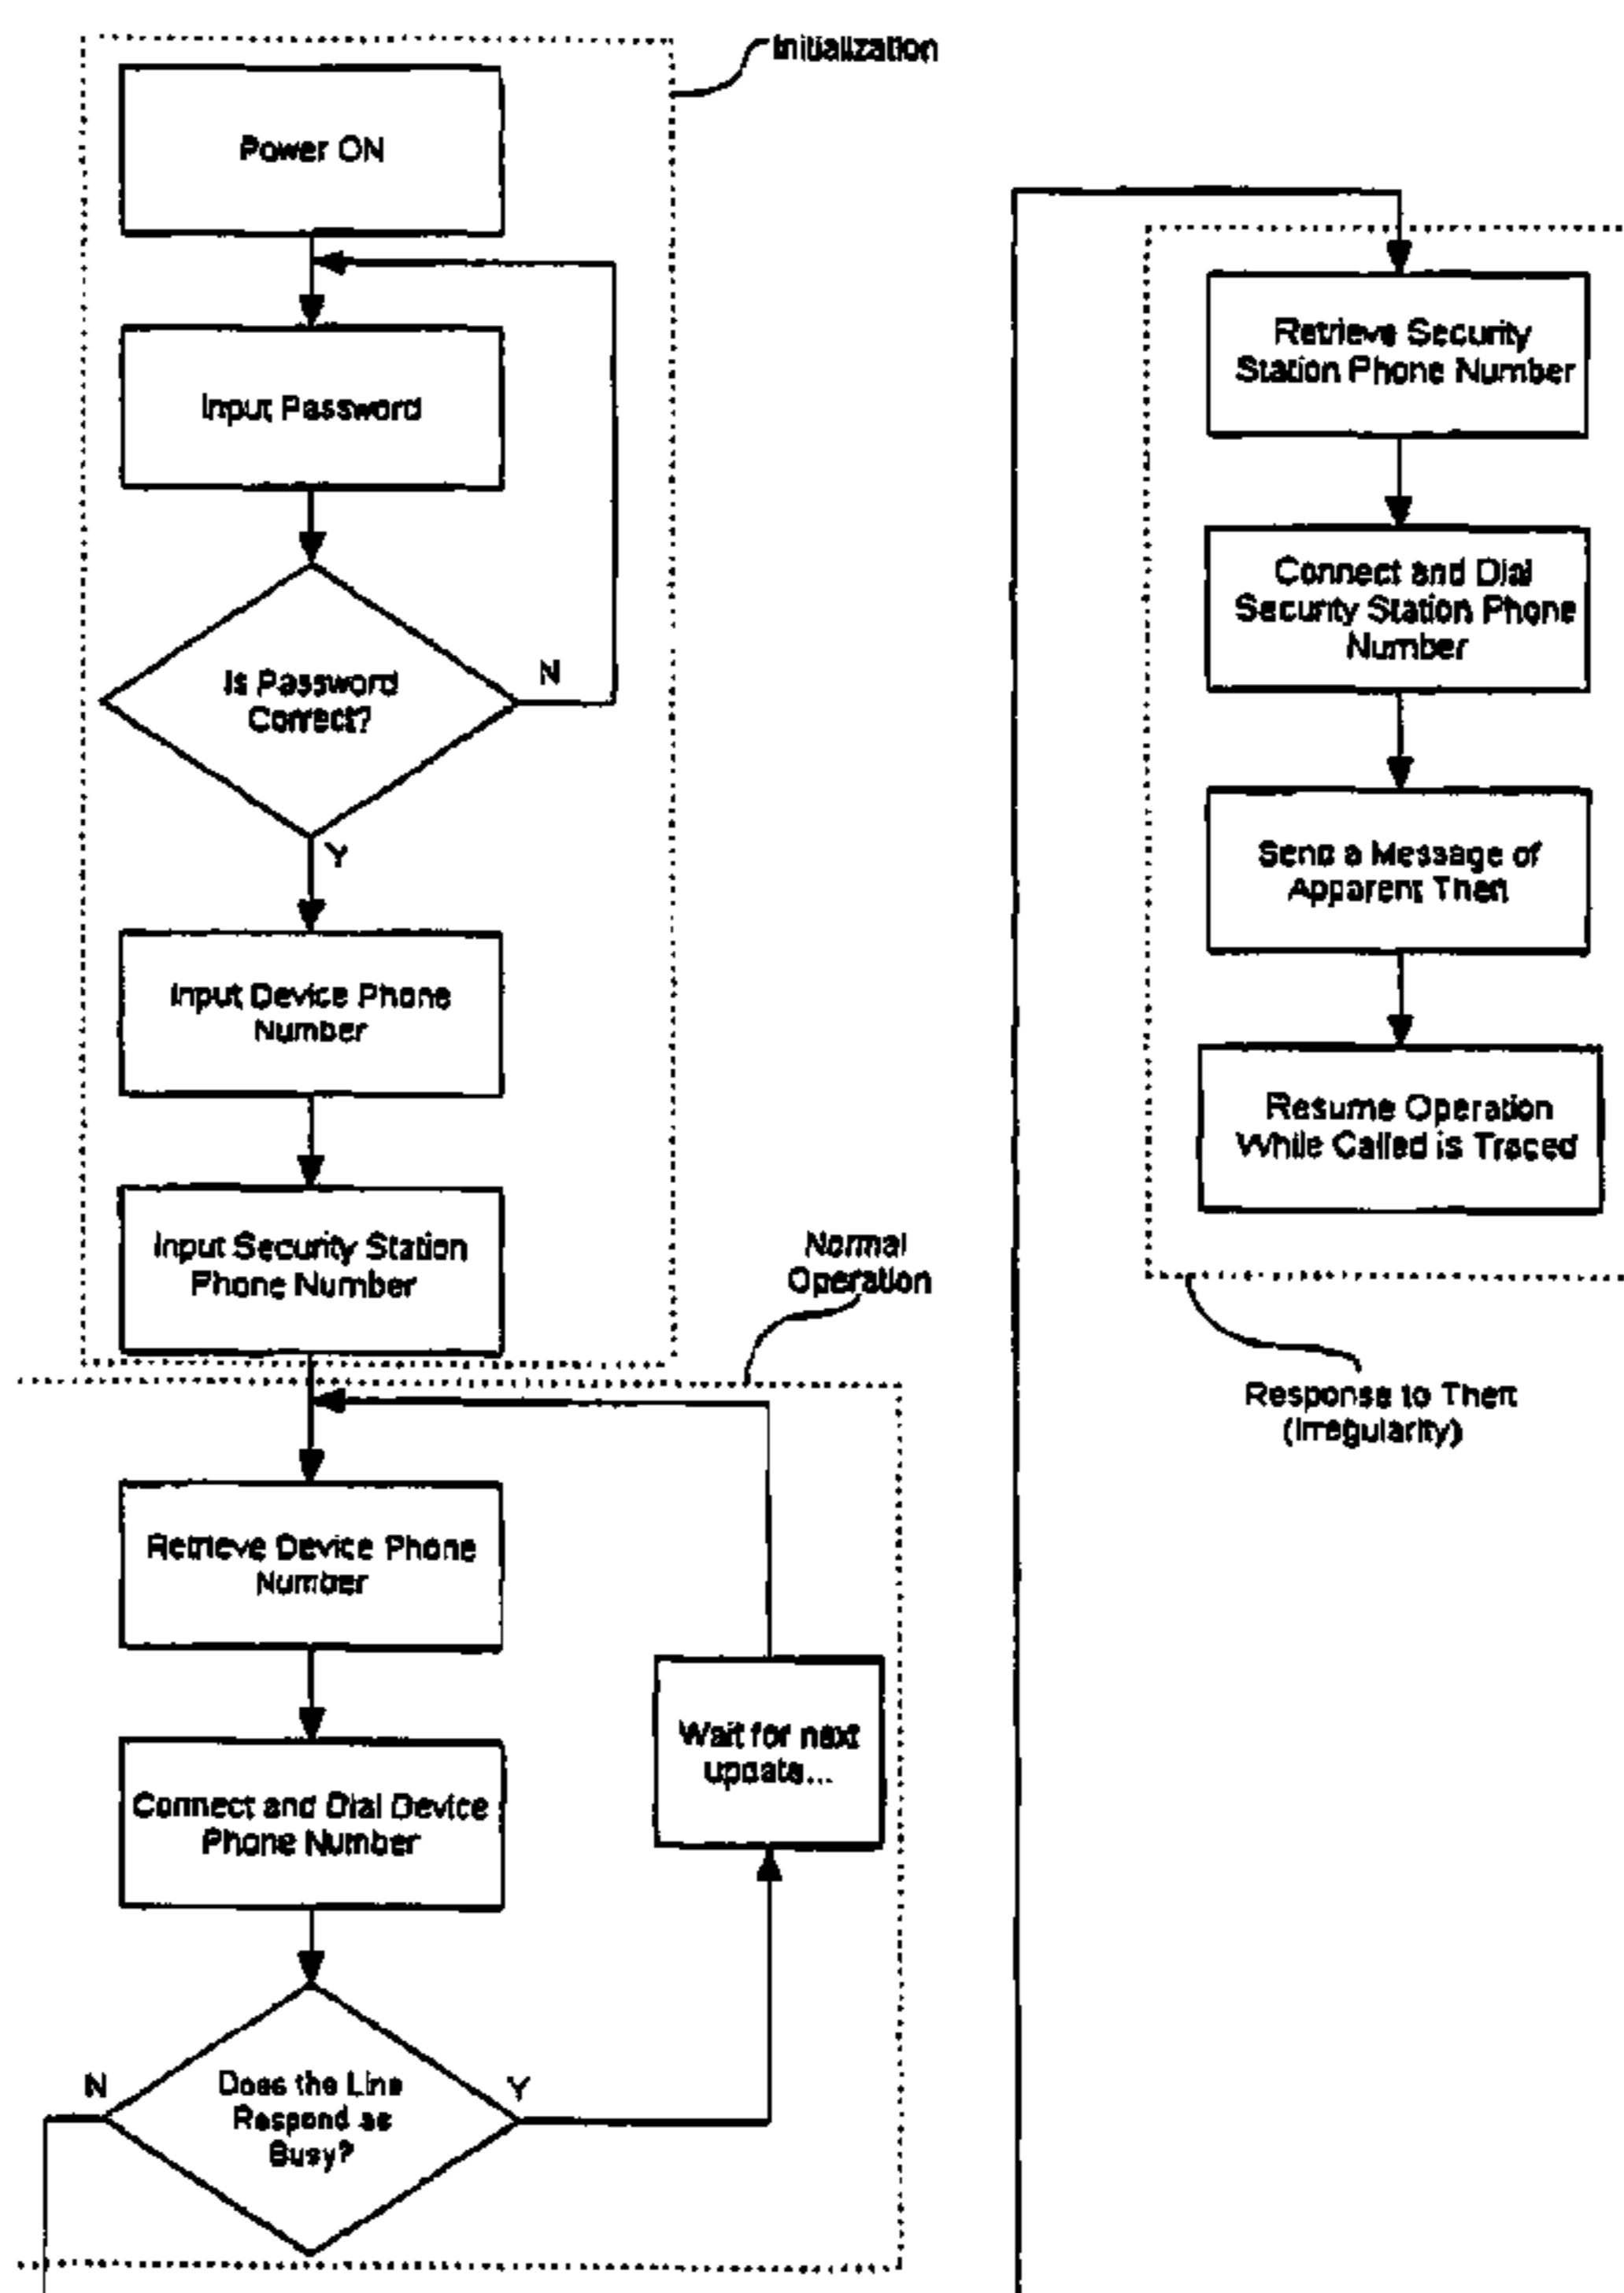 Initialization
Power ON
Input Password
Is Password
Correct?
N
Y
Input Device Phone
Number
Input Security Station
Phone Number
Normal
Operation
Retrieve Device Phone
Number
Connect and Dial Device
Phone Number
Wait for next
update...
Does the Line
Respond as
Busy?
N
Y
Retrieve Security
Station Phone Number
Connect and Dial
Security Station Phone
Number
Send a Message of
Apparent Theft
Resume Operation
While Called is Traced
Response to Theft
(Irregularity)